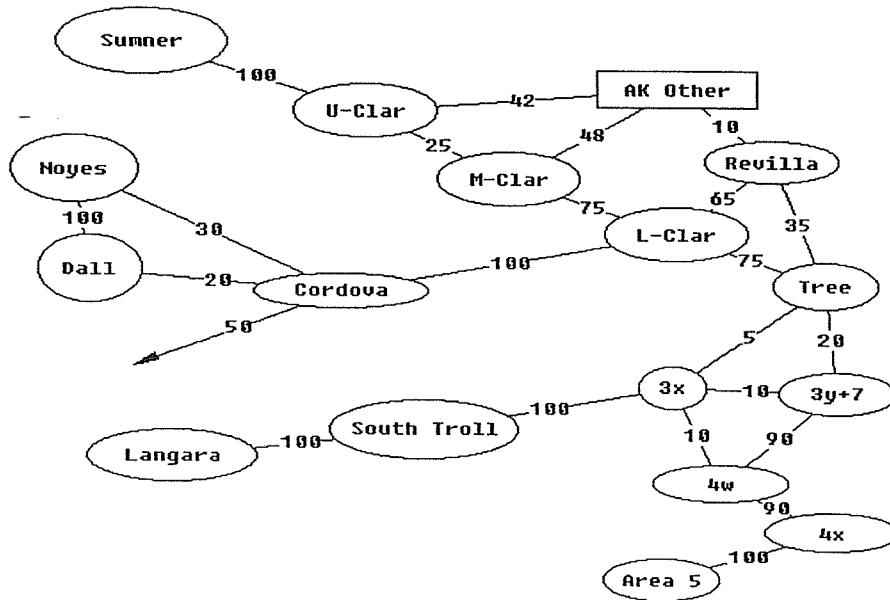 Sumner
100
AK Other
42
U-Clar
10
48
25
Noyes
Revilla
M-Clar
65
75
100
30
35
L-Clar
Dall
100
75
20
Cordova
Tree
50
5
20
3x
10
3y+7
100
South Troll
10
90
Langara
100
4w
90
4x
100
Area 5